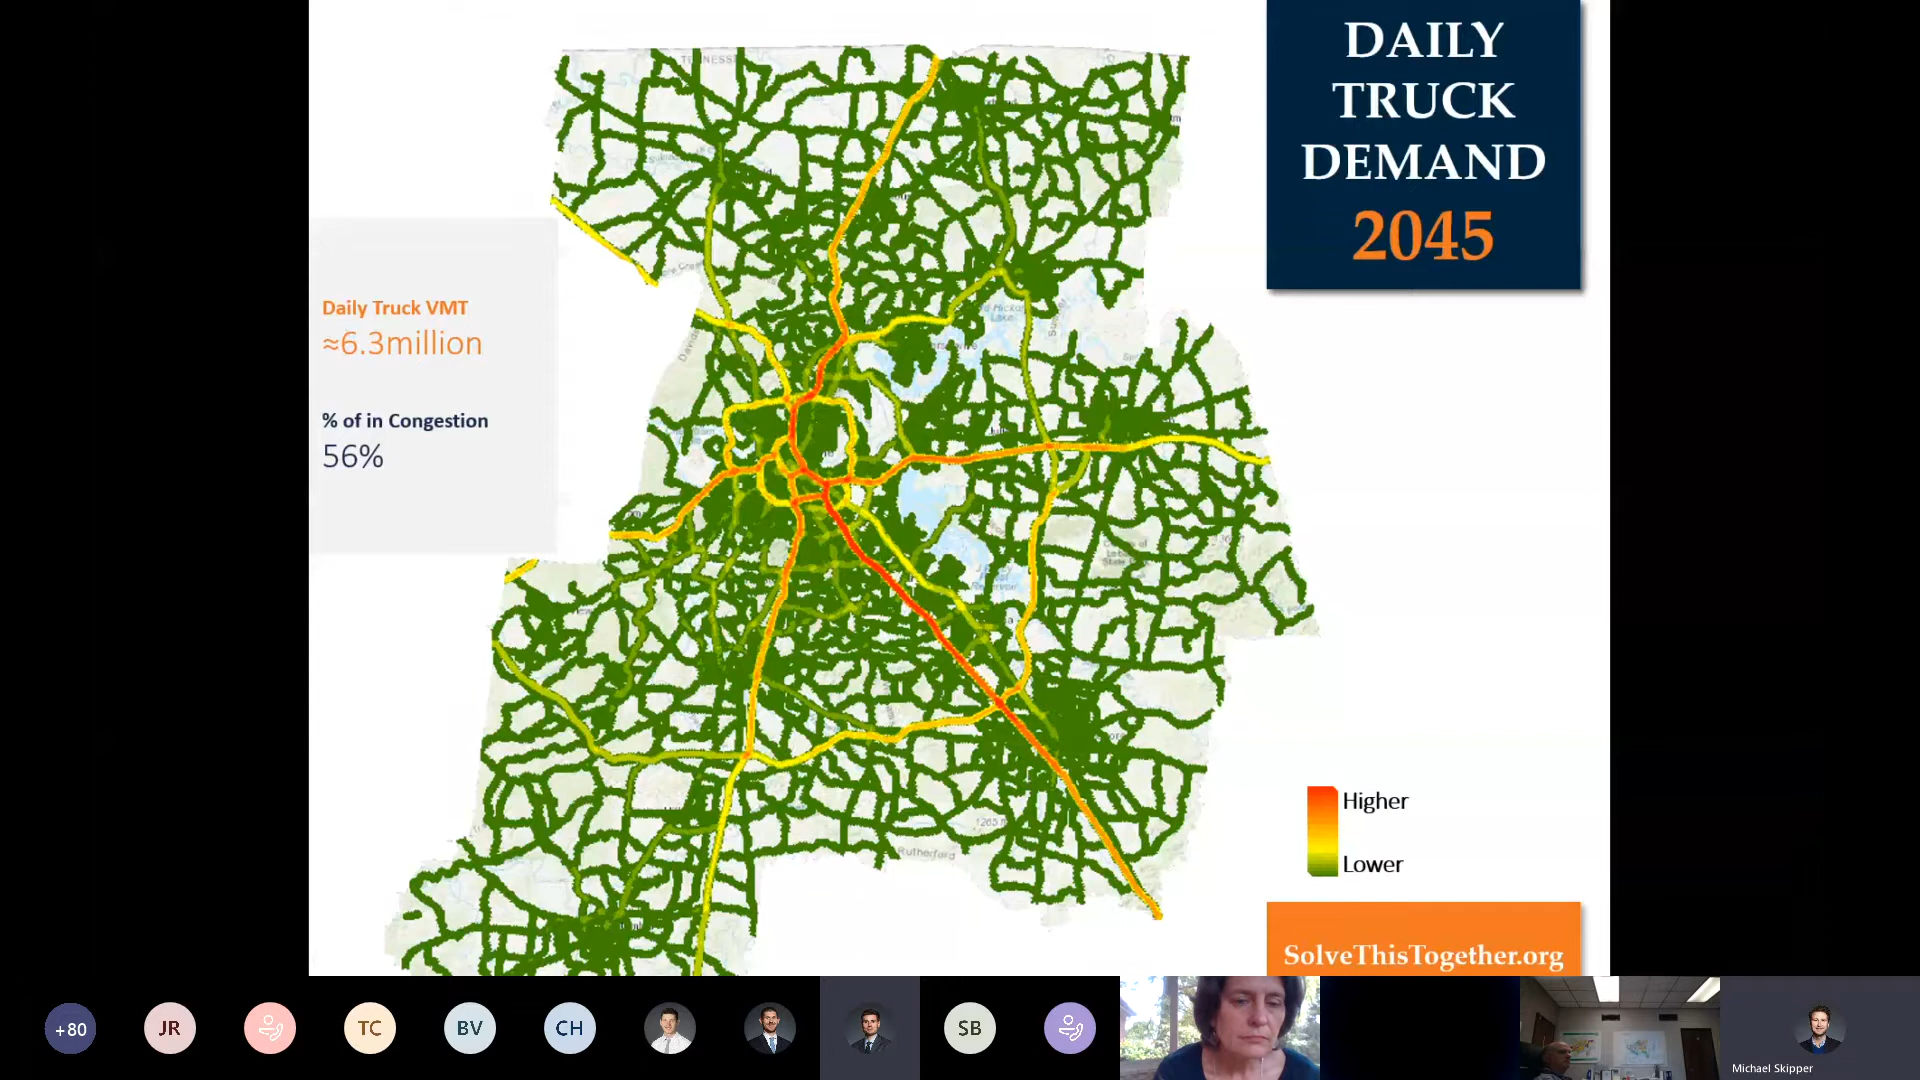 DAILY
TRUCK
DEMAND
2045
Daily Truck VMT
≈6.3million
% of in Congestion
56%
Rutherford
Higher
Lower
SolveThisTogether.org
+80
JR
TC
BV
CH
SB
Michael Skipper